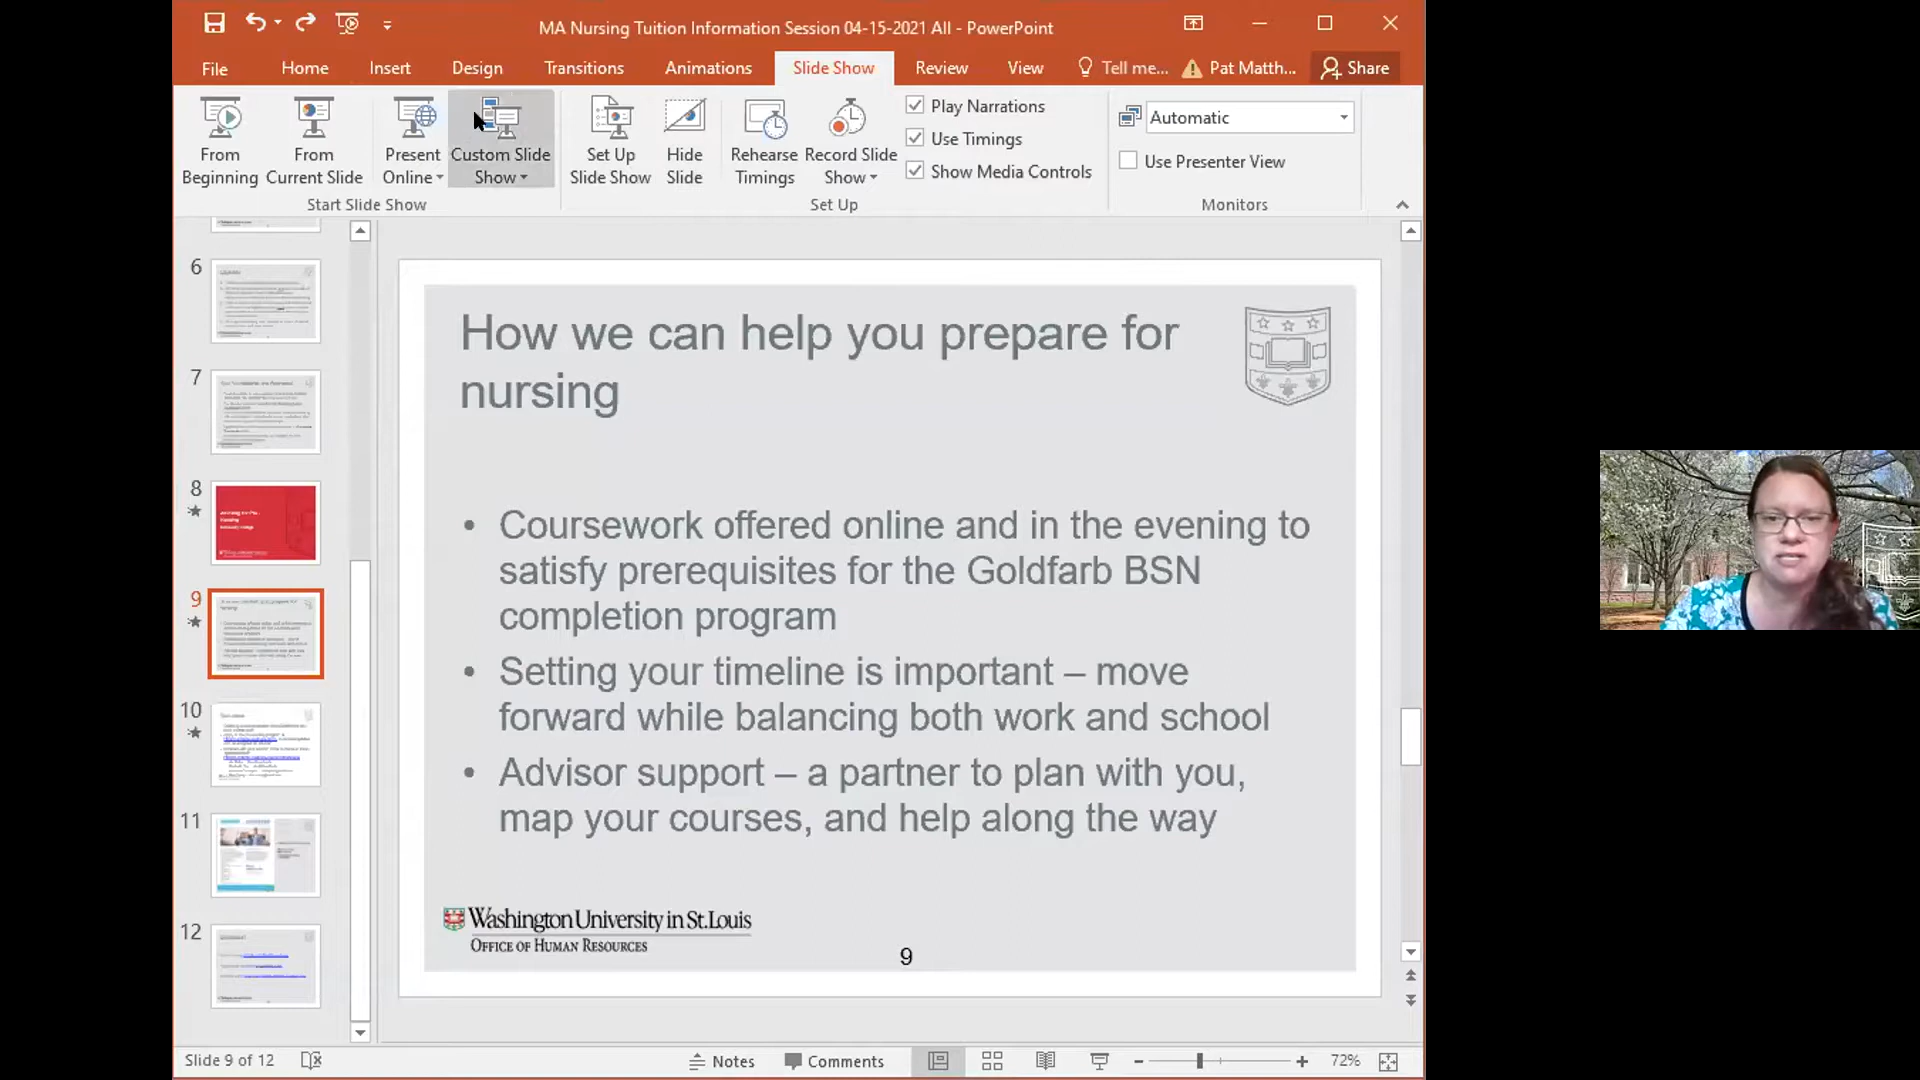 MA Nursing Tuition Information Session 04-15-2021 All - PowerPoint
File Home Insert Design Transitions Animations Slide Show Review View Tell me... Pat Matth... Share
From Beginning
From Current Slide
Present Online
Custom Slide Show
Set Up Slide Show
Hide Slide
Rehearse Timings
Record Slide Show
Play Narrations
Use Timings
Show Media Controls
Automatic
Use Presenter View
Start Slide Show
Set Up
Monitors
6
7
8
9
10
11
12
How we can help you prepare for
nursing
• Coursework offered online and in the evening to
satisfy prerequisites for the Goldfarb BSN
completion program
• Setting your timeline is important – move
forward while balancing both work and school
• Advisor support – a partner to plan with you,
map your courses, and help along the way
Washington University in St. Louis
OFFICE OF HUMAN RESOURCES
9
Slide 9 of 12
Notes
Comments
72%